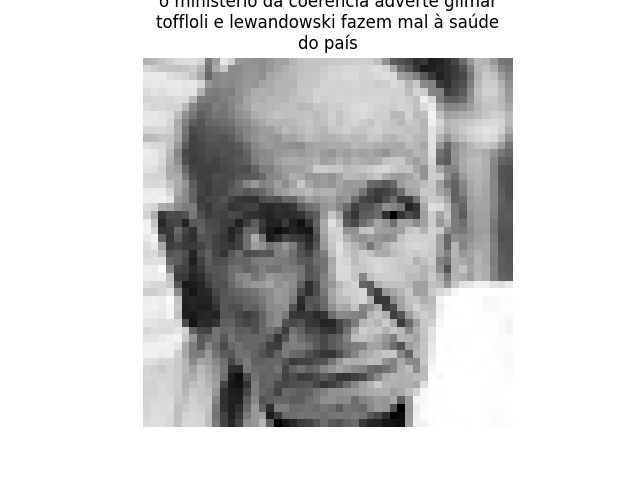 o ministério da coerência adverte gilmar
toffloli e lewandowski fazem mal à saúde
do país